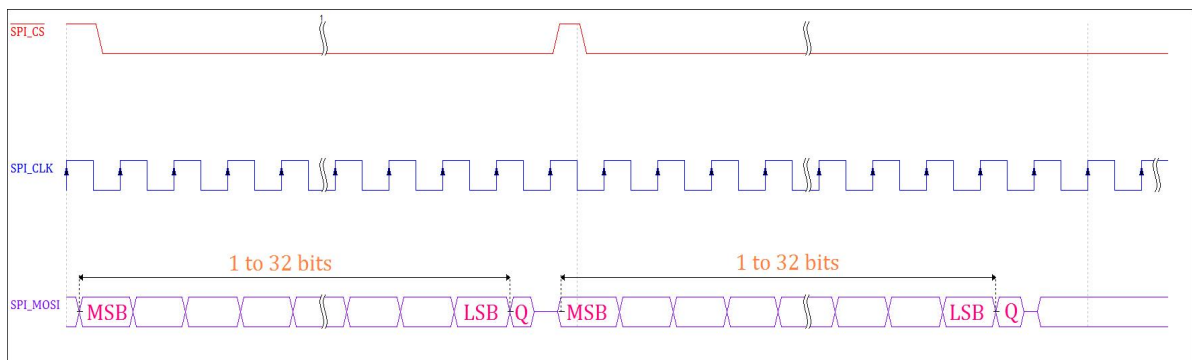 SPI_CS
SPI_CLK
1 to 32 bits 1 to 32 bits
SPI_MOSI MSB LSB Q MSB LSB Q